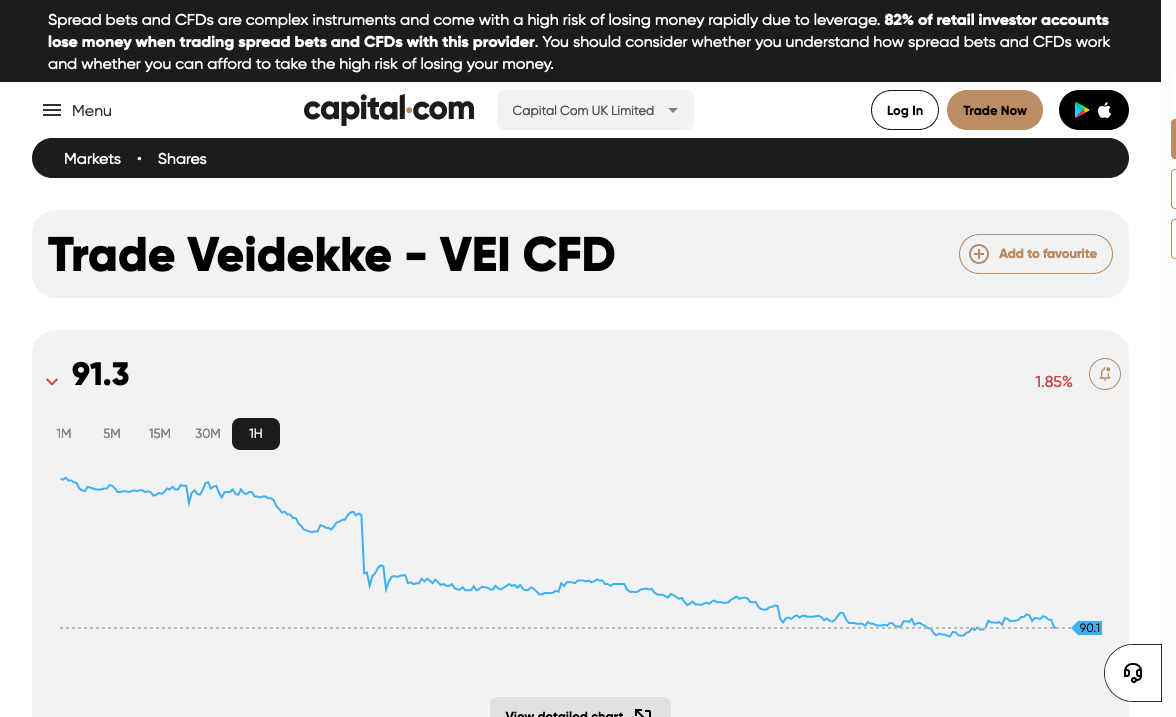 Spread bets and CFDs are complex instruments and come with a high risk of losing money rapidly due to leverage. 82% of retail investor accounts
lose money when trading spread bets and CFDs with this provider. You should consider whether you understand how spread bets and CFDs work
and whether you can afford to take the high risk of losing your money.
Menu
capital.com
Capital Com UK Limited
Log In
Trade Now
Markets • Shares
Trade Veidekke - VEI CFD
Add to favourite
91.3
1.85%
1M 5M 15M 30M 1H
90.1
View detailed chart